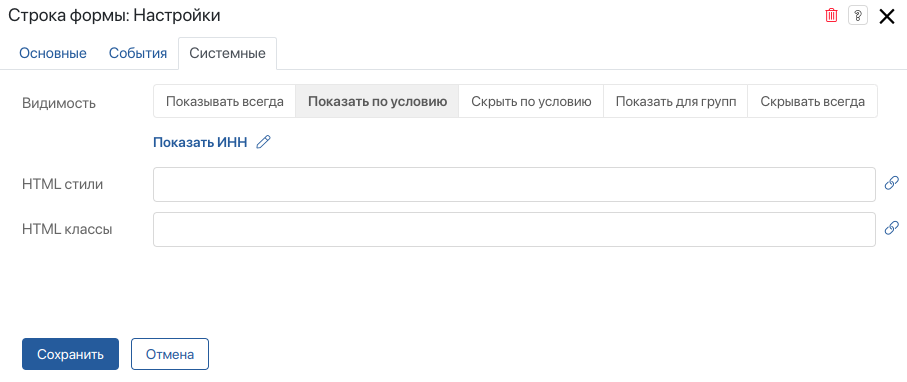 Строка формы: Настройки ?
Основные События Системные
Видимость Показывать всегда Показать по условию Скрыть по условию Показать для групп Скрывать всегда
Показать ИНН
HTML стили
HTML классы
Сохранить Отмена